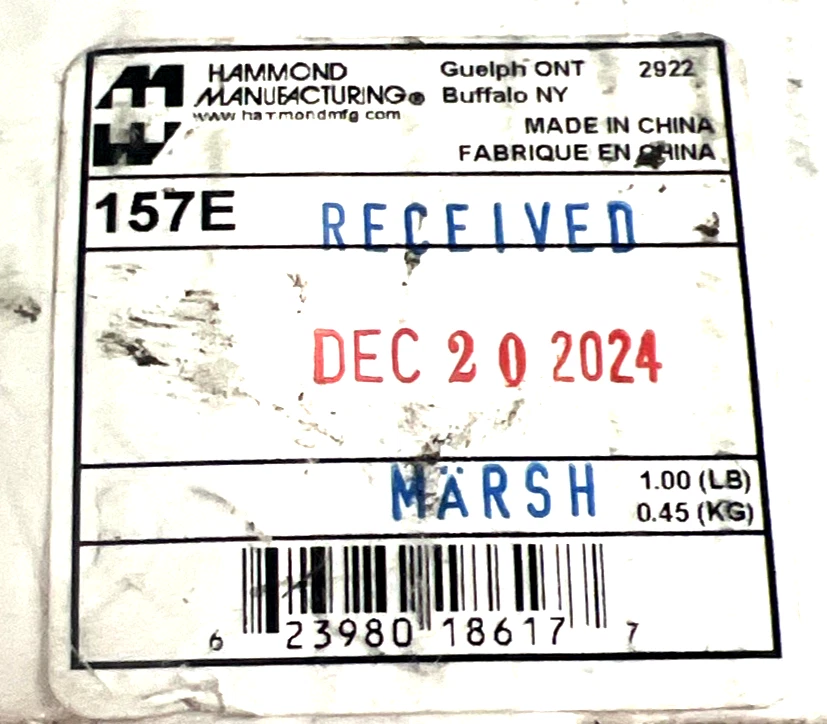 HAMMOND
MANUFACTURING®
www.hammondmfg.com
Guelph ONT 2922
Buffalo NY
MADE IN CHINA
FABRIQUE EN CHINA
157E
RECEIVED
DEC 20 2024
MÄRSH
1.00 (LB)
0.45 (KG)
6 23980 18617 7